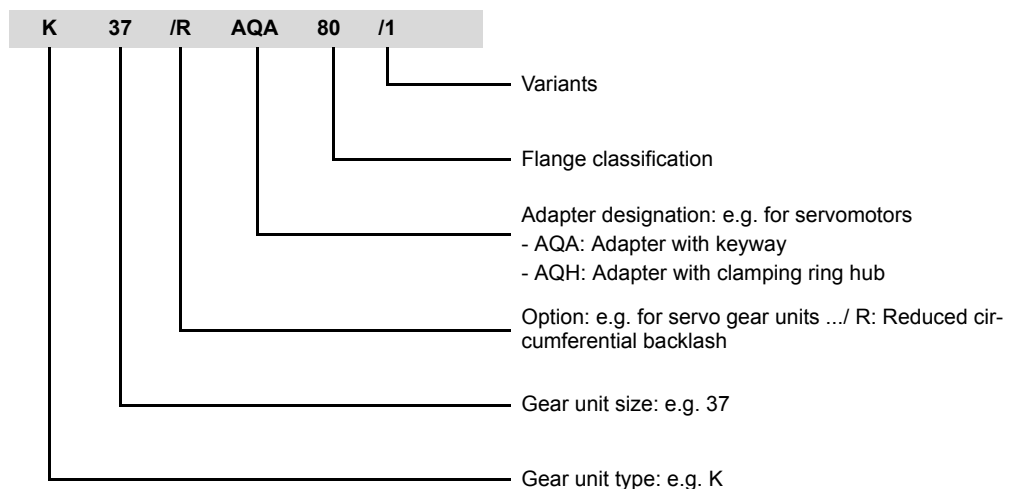 K 37 /R AQA 80 /1
Variants
Flange classification
Adapter designation: e.g. for servomotors
- AQA: Adapter with keyway
- AQH: Adapter with clamping ring hub
Option: e.g. for servo gear units .../ R: Reduced cir-
cumferential backlash
Gear unit size: e.g. 37
Gear unit type: e.g. K